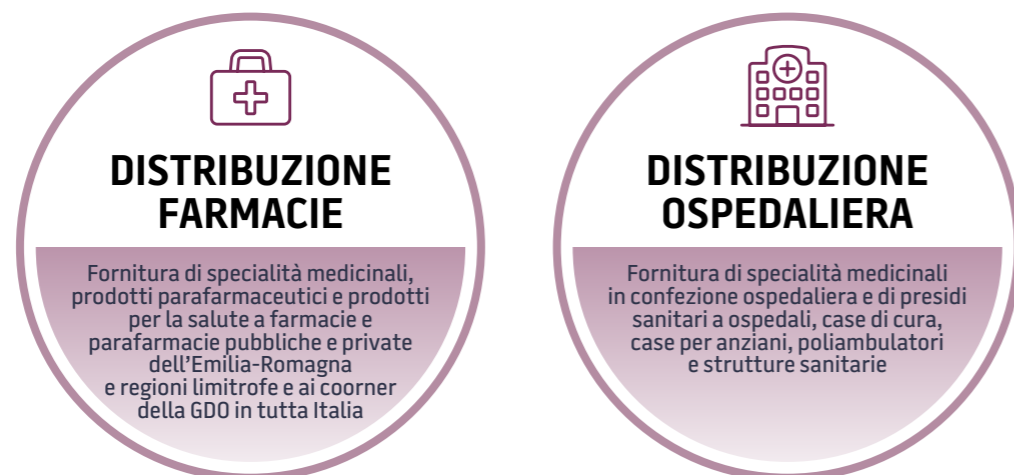 DISTRIBUZIONE
FARMACIE
Fornitura di specialità medicinali,
prodotti parafarmaceutici e prodotti
per la salute a farmacie e
parafarmacie pubbliche e private
dell’Emilia-Romagna
e regioni limitrofe e ai coorner
della GDO in tutta Italia
DISTRIBUZIONE
OSPEDALIERA
Fornitura di specialità medicinali
in confezione ospedaliera e di presidi
sanitari a ospedali, case di cura,
case per anziani, poliambulatori
e strutture sanitarie